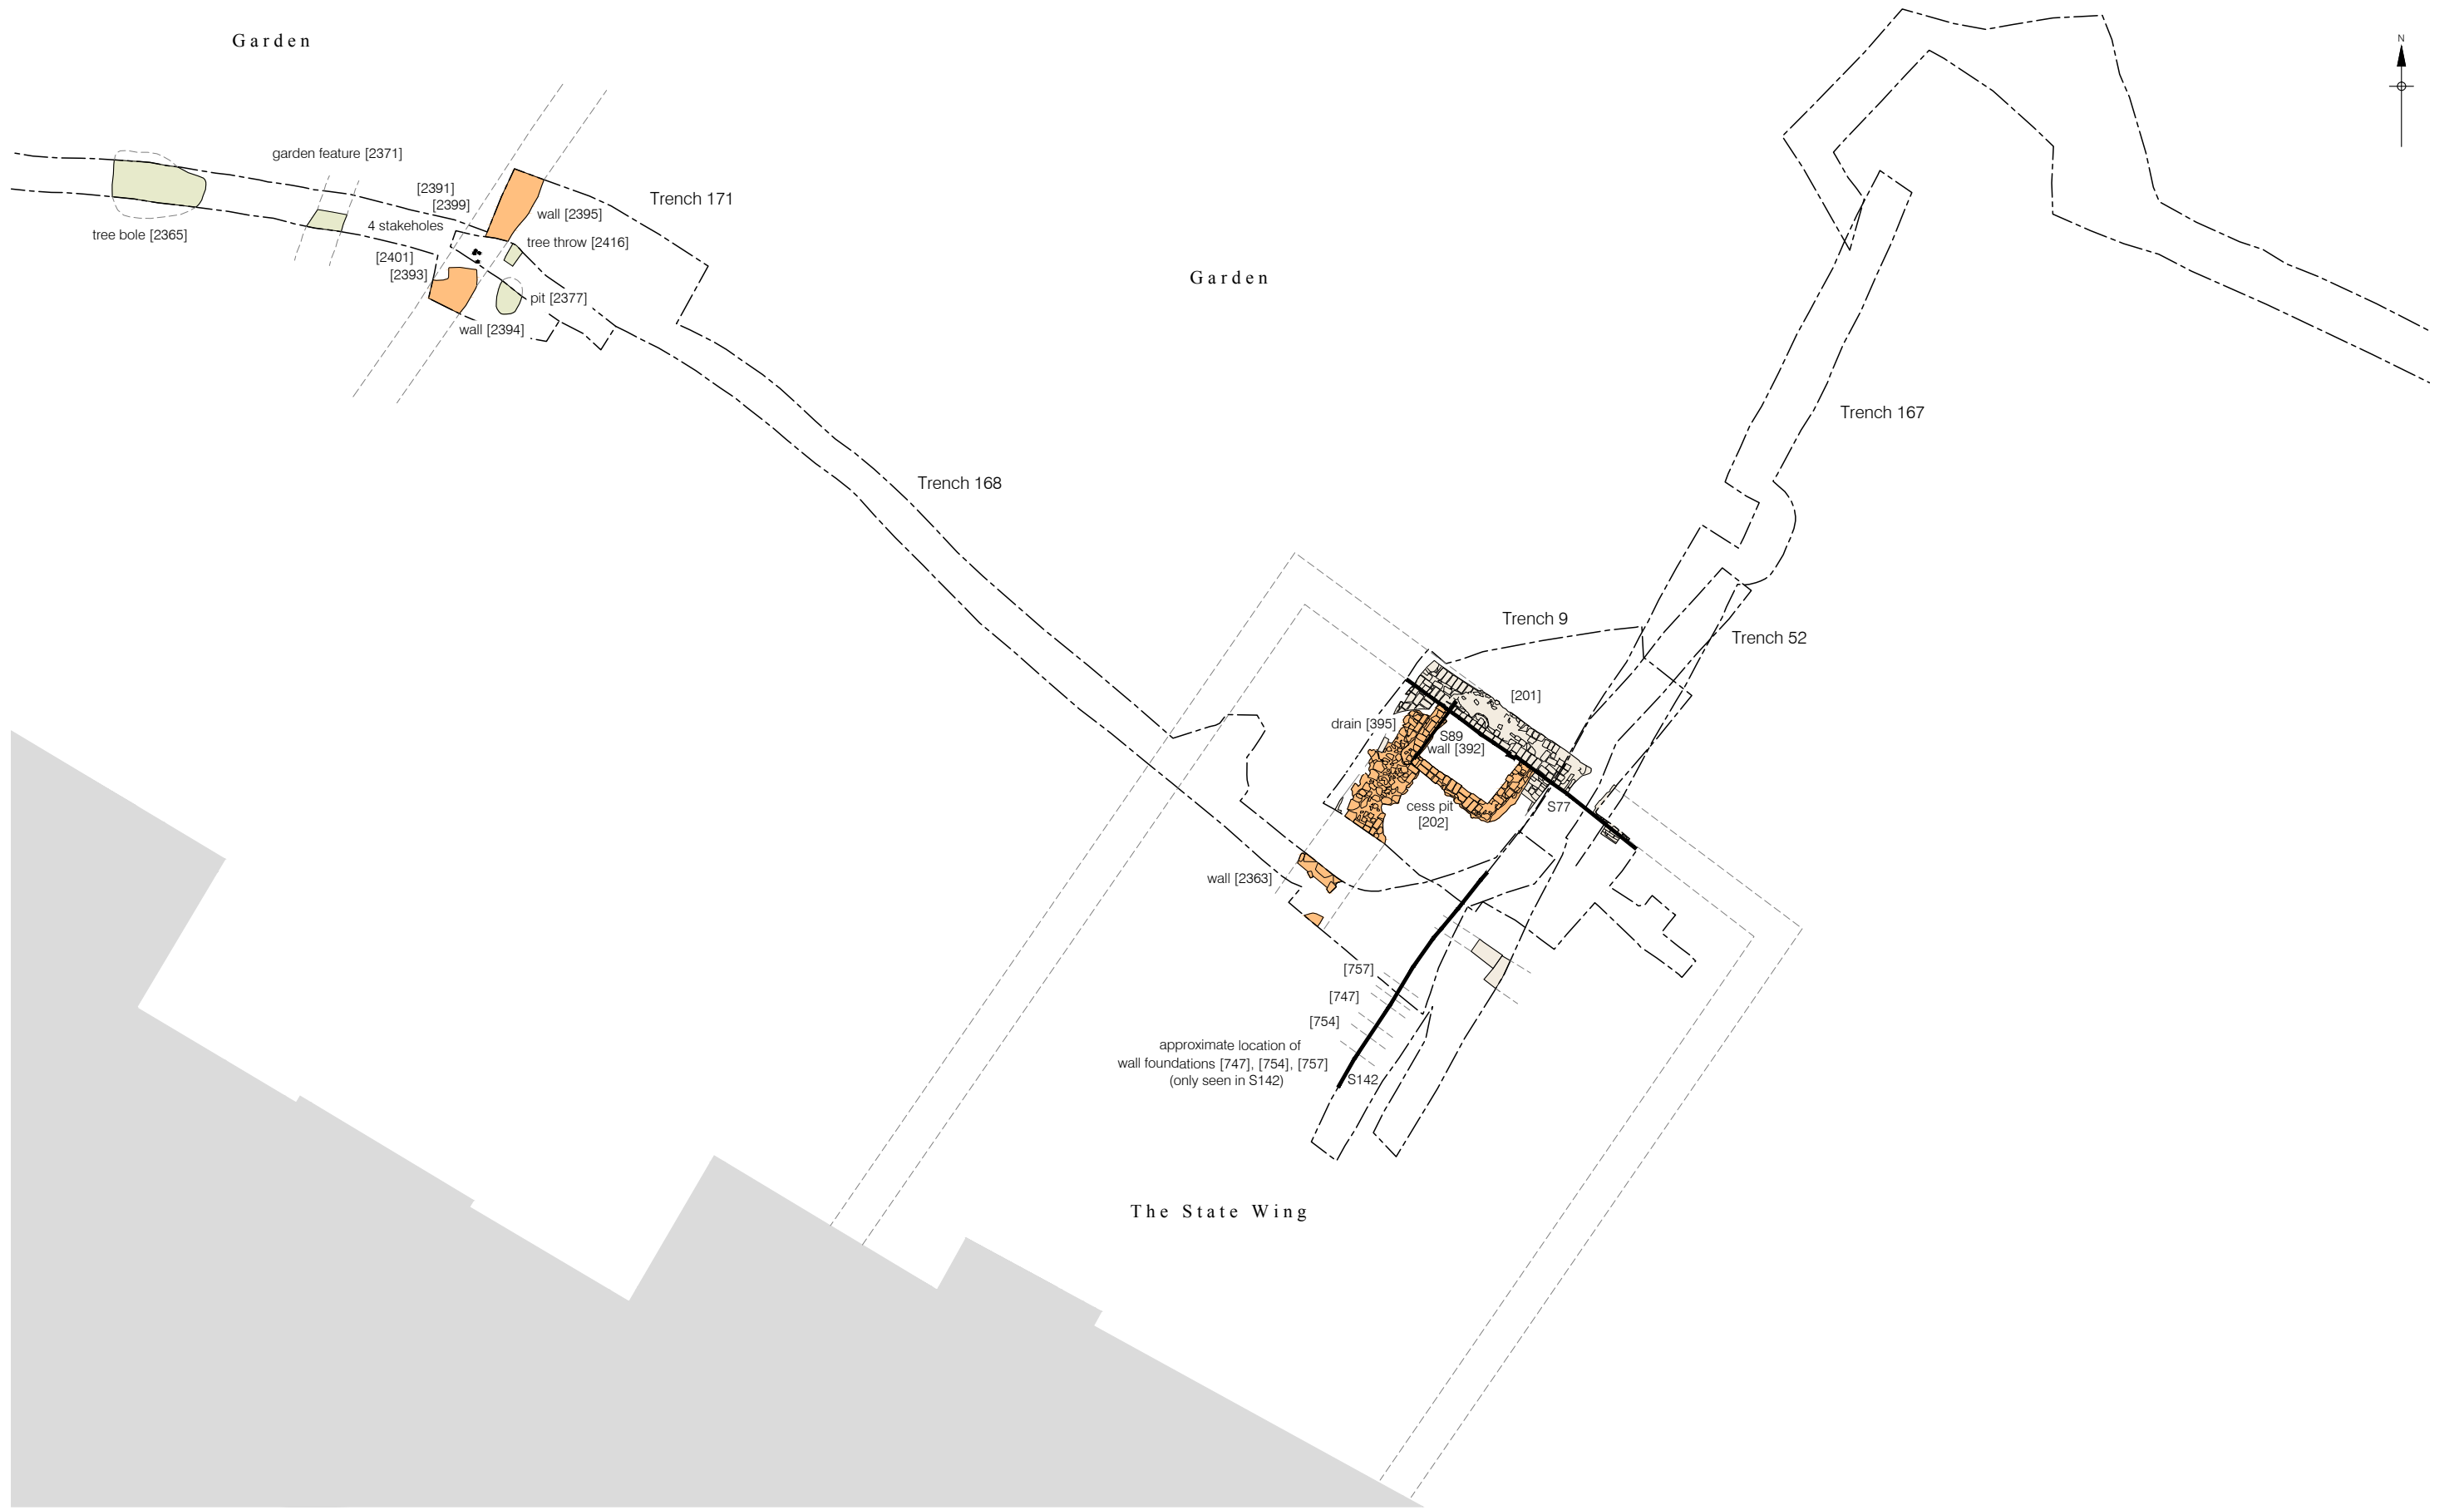 Garden
N
garden feature [2371]
[2391]
[2399]
Trench 171
wall [2395]
4 stakeholes
tree bole [2365]
tree throw [2416]
[2401]
[2393]
Garden
pit [2377]
wall [2394]
Trench 167
Trench 168
Trench 9
Trench 52
[201]
drain [395]
S89
wall [392]
cess pit
[202]
S77
wall [2363]
[757]
[747]
[754]
approximate location of
wall foundations [747], [754], [757]
(only seen in S142)
S142
The State Wing